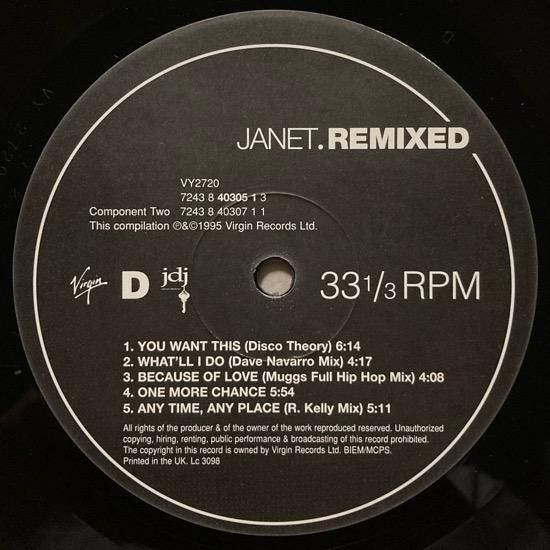 JANET.REMIXED
VY2720
7243 8 40305 1 3
Component Two 7243 8 40307 1 1
This compilation ℗&©1995 Virgin Records Ltd.
Virgin D jdj 33 1/3 RPM
1. YOU WANT THIS (Disco Theory) 6:14
2. WHAT'LL I DO (Dave Navarro Mix) 4:17
3. BECAUSE OF LOVE (Muggs Full Hip Hop Mix) 4:08
4. ONE MORE CHANCE 5:54
5. ANY TIME, ANY PLACE (R. Kelly Mix) 5:11
All rights of the producer & of the owner of the work reproduced reserved. Unauthorized
copying, hiring, renting, public performance & broadcasting of this record prohibited.
The copyright in this record is owned by Virgin Records Ltd. BIEM/MCPS.
Printed in the UK. Lc 3098